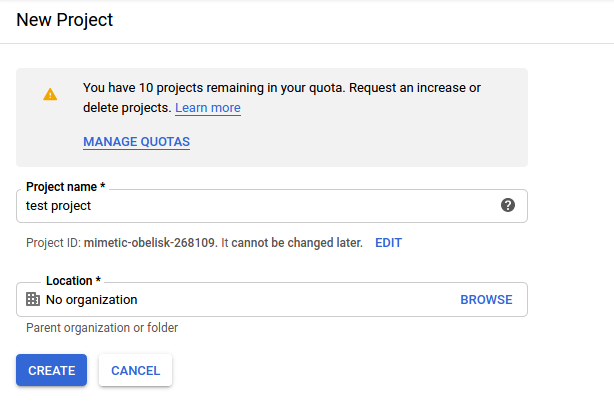 New Project
You have 10 projects remaining in your quota. Request an increase or
delete projects. Learn more
MANAGE QUOTAS
Project name *
test project
Project ID: mimetic-obelisk-268109. It cannot be changed later. EDIT
Location *
No organization BROWSE
Parent organization or folder
CREATE CANCEL